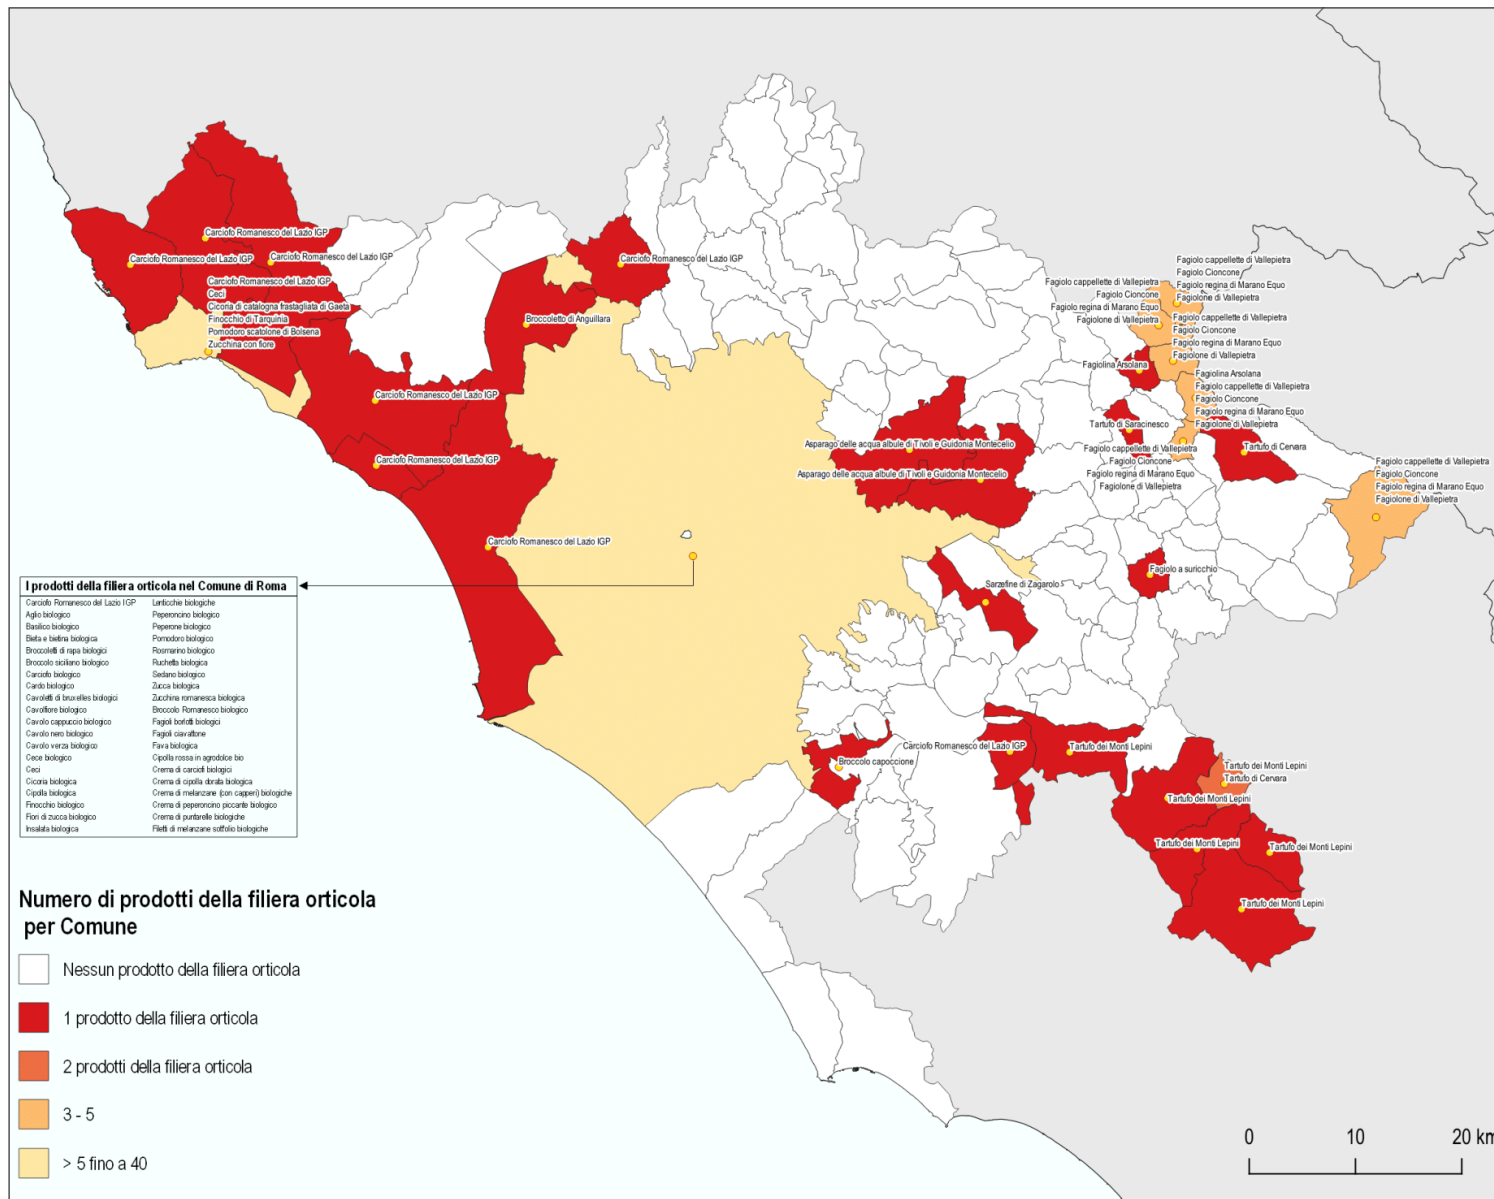 Carciofo Romanesco del Lazio IGP
Carciofo Romanesco del Lazio IGP
Carciofo Romanesco del Lazio IGP
Carciofo Romanesco del Lazio IGP
Ceci
Cicoria di catalogna frastagliata di Gaeta
Finocchio di Tarquinia
Pomodoro scatolone di Bolsena
Zucchina con fiore
Carciofo Romanesco del Lazio IGP
Broccoletto di Anguillara
Carciofo Romanesco del Lazio IGP
Carciofo Romanesco del Lazio IGP
Carciofo Romanesco del Lazio IGP
Asparago delle acqua albule di Tivoli e Guidonia Montecelio
Asparago delle acqua albule di Tivoli e Guidonia Montecelio
Fagiolo cappellette di Vallepietra
Fagiolo Cioncone
Fagiolo regina di Marano Equo
Fagiolone di Vallepietra
Fagiolo cappellette di Vallepietra
Fagiolo Cioncone
Fagiolo regina di Marano Equo
Fagiolone di Vallepietra
Fagiolo cappellette di Vallepietra
Fagiolo Cioncone
Fagiolo regina di Marano Equo
Fagiolone di Vallepietra
Fagiolina Arsolana
Fagiolina Arsolana
Fagiolo cappellette di Vallepietra
Fagiolo Cioncone
Fagiolo regina di Marano Equo
Fagiolone di Vallepietra
Tartufo di Saracinesco
Tartufo di Cervara
Fagiolo cappellette di Vallepietra
Fagiolo Cioncone
Fagiolo regina di Marano Equo
Fagiolone di Vallepietra
Fagiolo cappellette di Vallepietra
Fagiolo Cioncone
Fagiolo regina di Marano Equo
Fagiolone di Vallepietra
Fagiolo a suricchio
Sarzefine di Zagarolo
Carciofo Romanesco del Lazio IGP
Tartufo dei Monti Lepini
Broccolo capoccione
Tartufo dei Monti Lepini
Tartufo di Cervara
Tartufo dei Monti Lepini
Tartufo dei Monti Lepini
Tartufo dei Monti Lepini
Tartufo dei Monti Lepini
I prodotti della filiera orticola nel Comune di Roma
Carciofo Romanesco del Lazio IGP
Aglio biologico
Basilico biologico
Bieta e bietina biologica
Broccoletti di rapa biologici
Broccolo siciliano biologico
Carciofo biologico
Cardo biologico
Cavoletti di bruxelles biologici
Cavolfiore biologico
Cavolo cappuccio biologico
Cavolo nero biologico
Cavolo verza biologico
Cece biologico
Ceci
Cicoria biologica
Cipolla biologica
Finocchio biologico
Fiori di zucca biologico
Insalata biologica
Lenticchie biologiche
Peperoncino biologico
Peperone biologico
Pomodoro biologico
Rosmarino biologico
Ruchetta biologica
Sedano biologico
Zucca biologica
Zucchina romanesca biologica
Broccolo Romanesco biologico
Fagioli borlotti biologici
Fagioli ciavattone
Fava biologica
Cipolla rossa in agrodolce bio
Crema di carciofi biologici
Crema di cipolla dorata biologica
Crema di melanzane (con capperi) biologiche
Crema di peperoncino piccante biologico
Crema di puntarelle biologiche
Filetti di melanzane sottfolio biologiche
Numero di prodotti della filiera orticola
per Comune
Nessun prodotto della filiera orticola
1 prodotto della filiera orticola
2 prodotti della filiera orticola
3 - 5
> 5 fino a 40
0 10 20 km